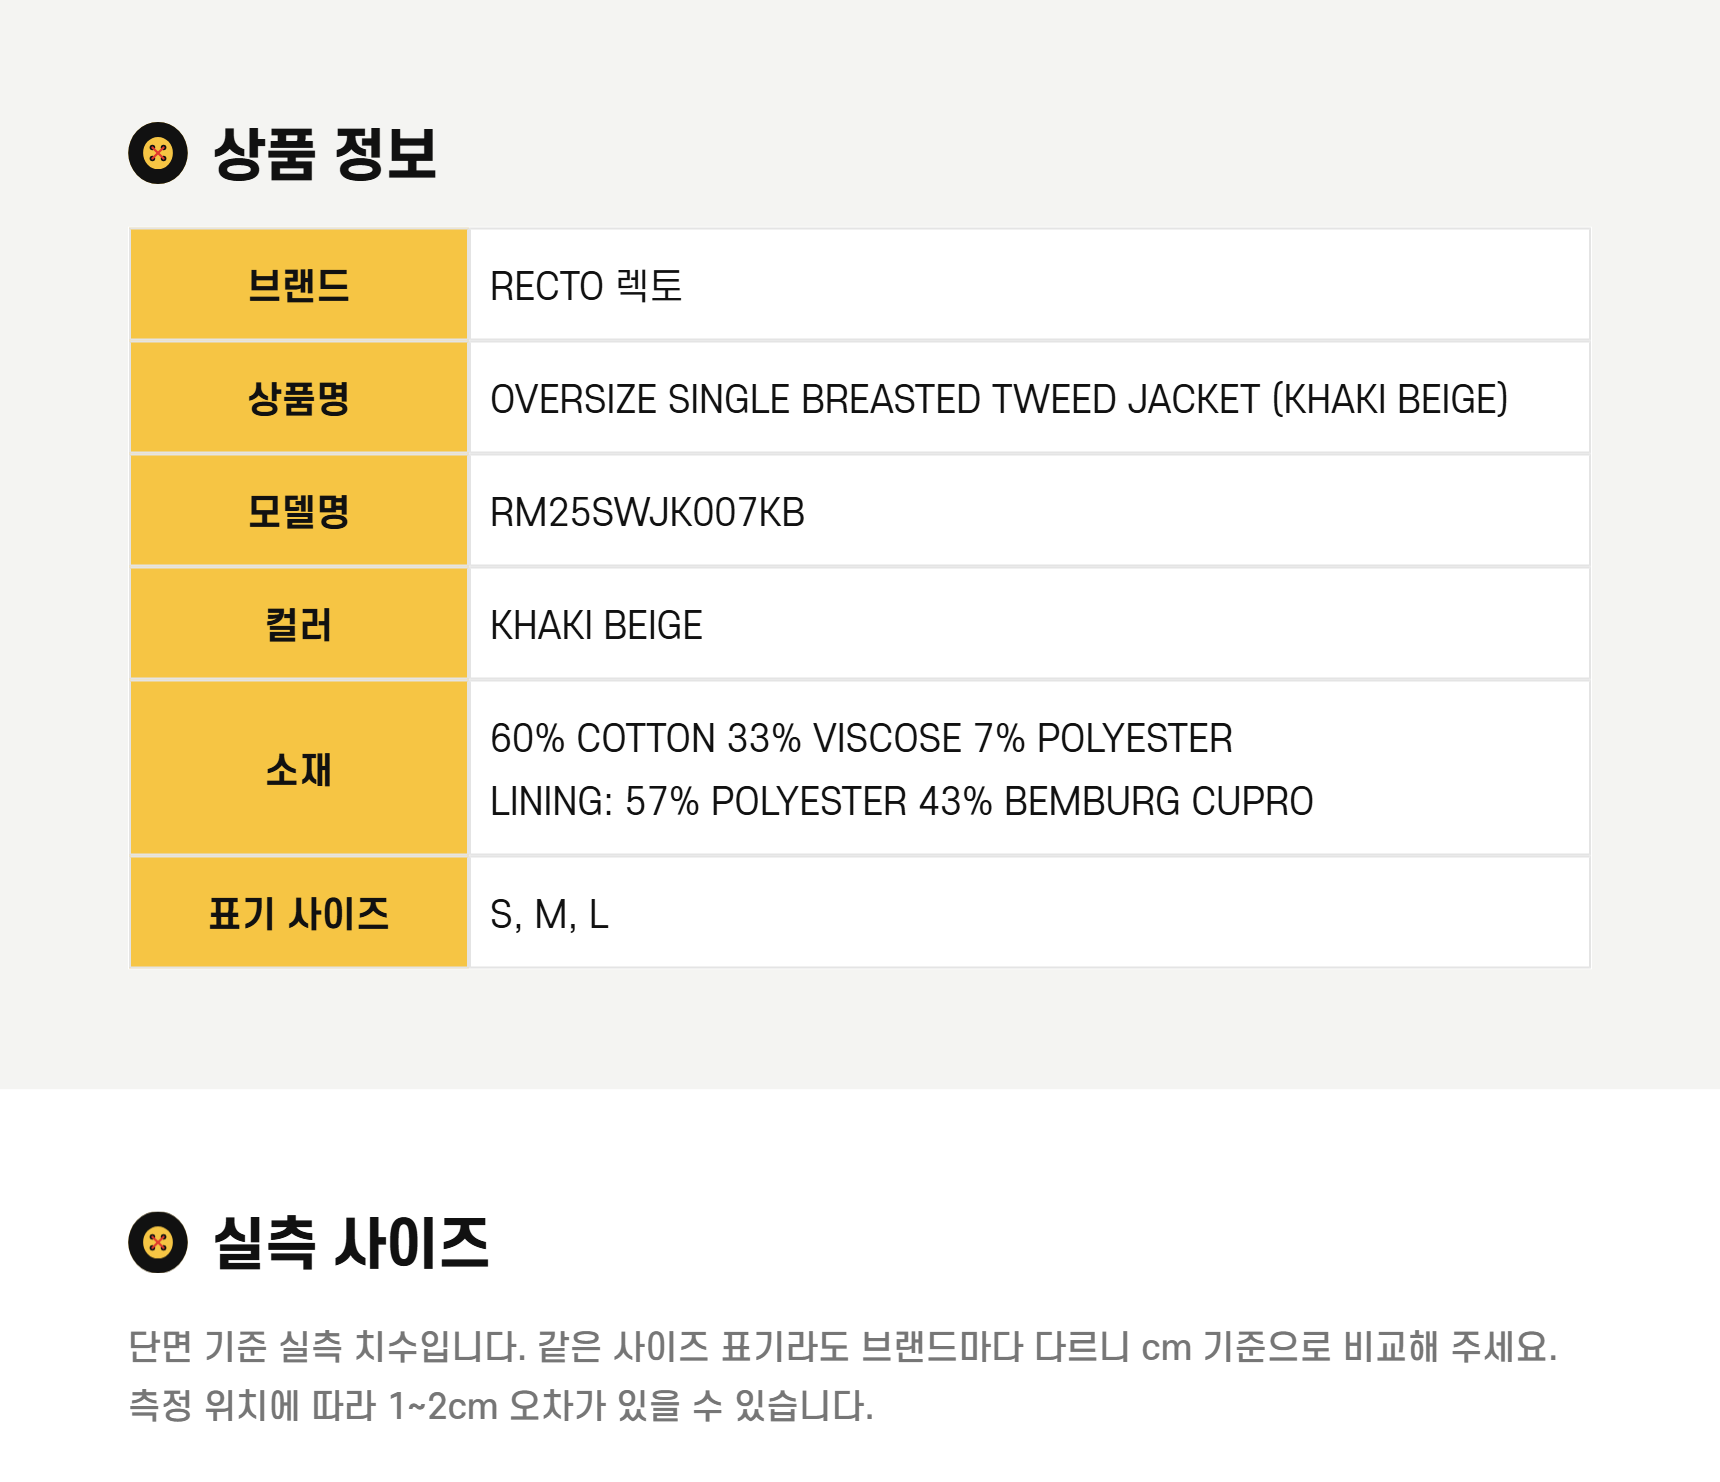 상품 정보
브랜드 RECTO 렉토
상품명 OVERSIZE SINGLE BREASTED TWEED JACKET (KHAKI BEIGE)
모델명 RM25SWJK007KB
컬러 KHAKI BEIGE
소재 60% COTTON 33% VISCOSE 7% POLYESTER
LINING: 57% POLYESTER 43% BEMBURG CUPRO
표기 사이즈 S, M, L
실측 사이즈
단면 기준 실측 치수입니다. 같은 사이즈 표기라도 브랜드마다 다르니 cm 기준으로 비교해 주세요.
측정 위치에 따라 1~2cm 오차가 있을 수 있습니다.